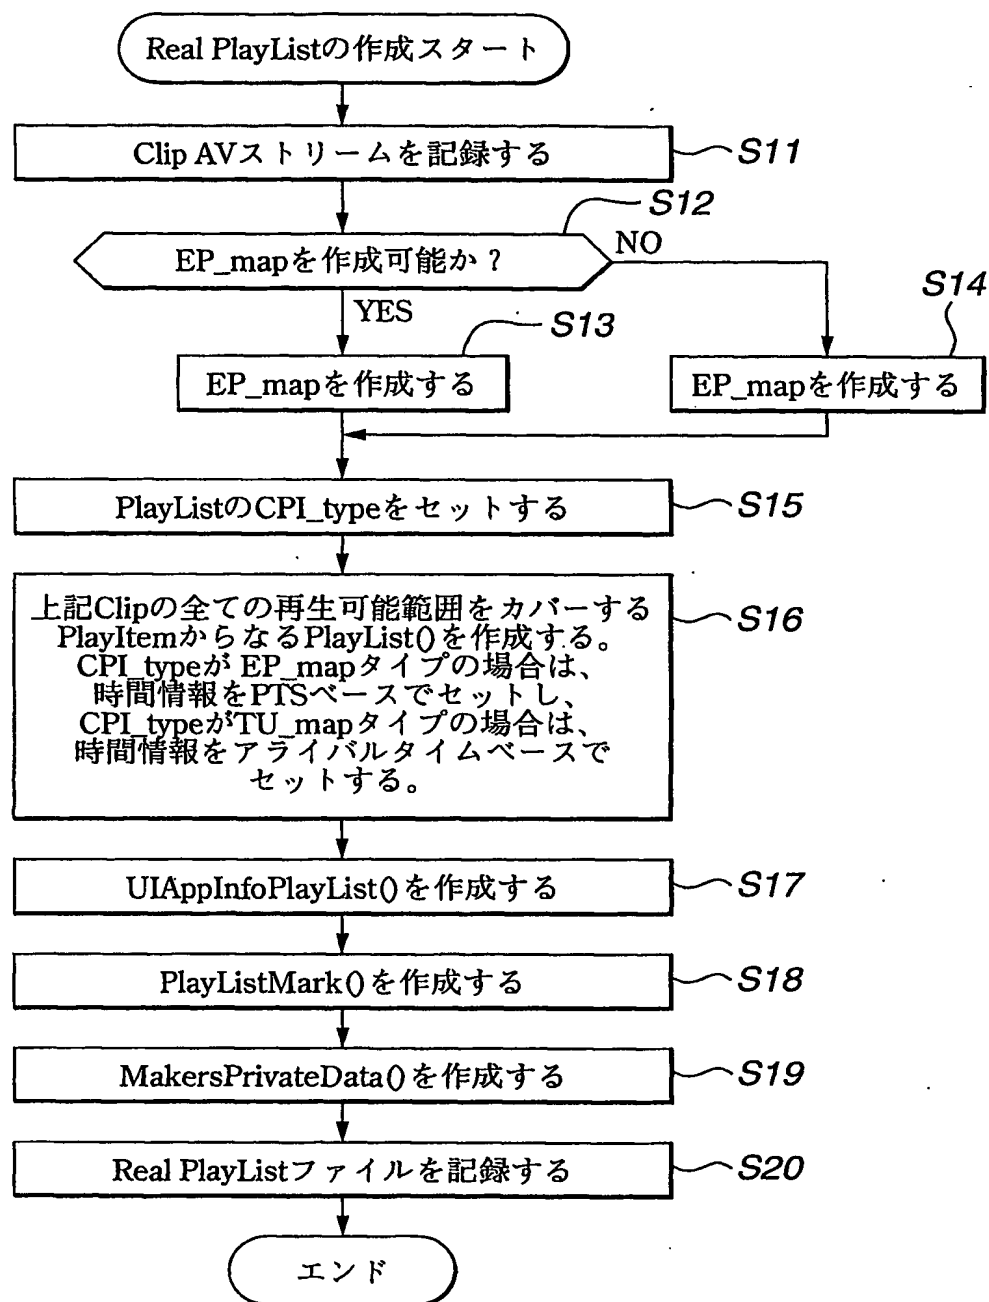 Real PlayListの作成スタート
Clip AVストリームを記録する
S11
S12
EP_mapを作成可能か?
NO
YES
S13
S14
EP_mapを作成する
EP_mapを作成する
PlayListのCPI_typeをセットする
S15
上記Clipの全ての再生可能範囲をカバーする
PlayItemからなるPlayList()を作成する。
CPI_typeが EP_mapタイプの場合は、
時間情報をPTSベースでセットし、
CPI_typeがTU_mapタイプの場合は、
時間情報をアライバルタイムベースで
セットする。
S16
UIAppInfoPlayList()を作成する
S17
PlayListMark()を作成する
S18
MakersPrivateData()を作成する
S19
Real PlayListファイルを記録する
S20
エンド